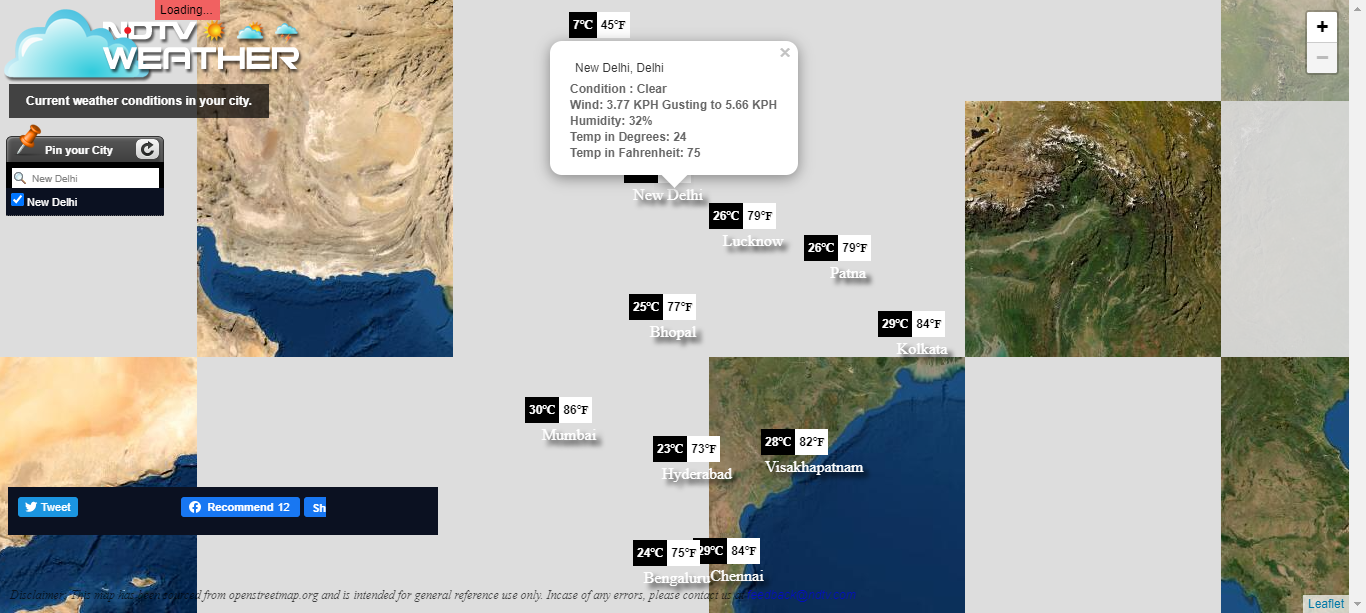 Loading...
NDTV
WEATHER
Current weather conditions in your city.
Pin your City
New Delhi
New Delhi
7°C 45°F
×
New Delhi, Delhi
Condition : Clear
Wind: 3.77 KPH Gusting to 5.66 KPH
Humidity: 32%
Temp in Degrees: 24
Temp in Fahrenheit: 75
New Delhi
26°C 79°F
Lucknow
26°C 79°F
Patna
25°C 77°F
Bhopal
29°C 84°F
Kolkata
30°C 86°F
Mumbai
23°C 73°F
Hyderabad
28°C 82°F
Visakhapatnam
24°C 75°F
Bengaluru
29°C 84°F
Chennai
+
−
Tweet
Recommend 12
Sh
Disclaimer: This map has been sourced from openstreetmap.org and is intended for general reference use only. Incase of any errors, please contact us at feedback@ndtv.com
Leaflet